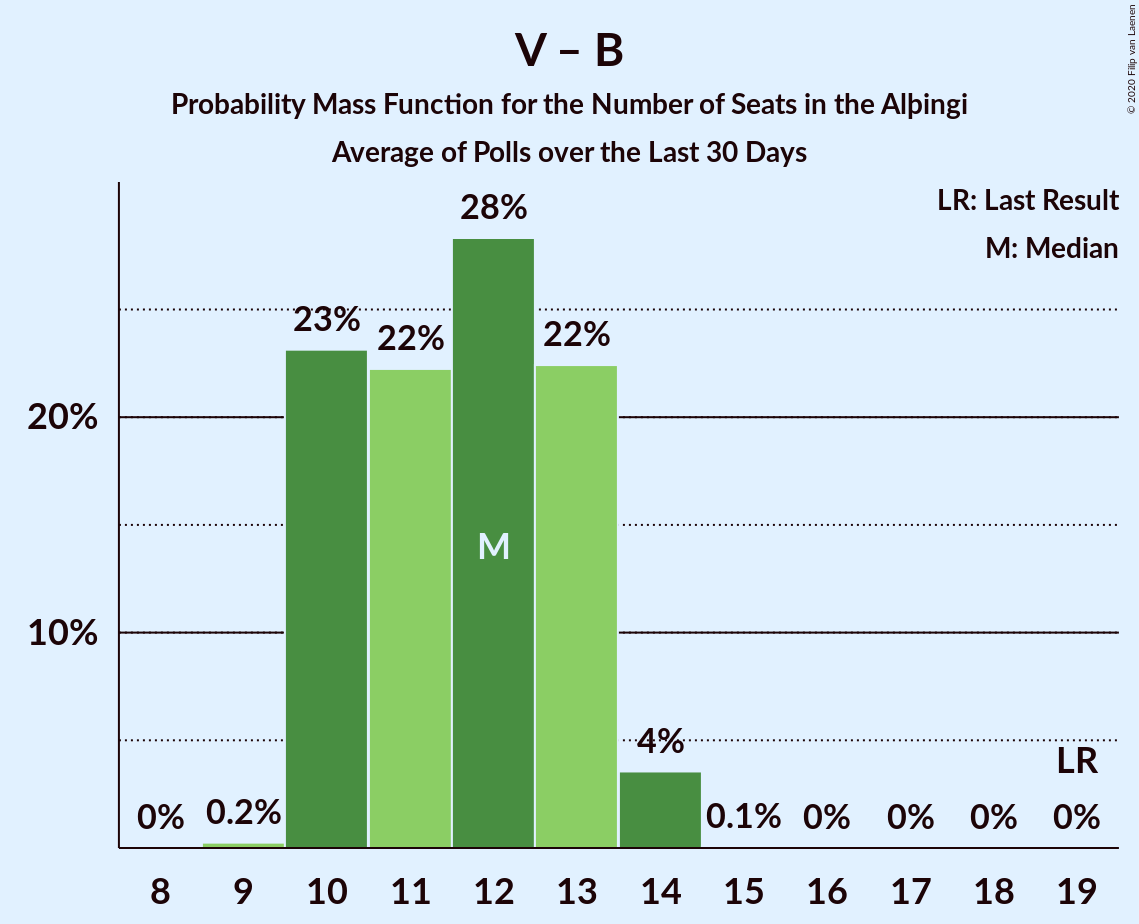 V – B
Probability Mass Function for the Number of Seats in the Alþingi
Average of Polls over the Last 30 Days
© 2020 Filip van Laenen
LR: Last Result
M: Median
28%
23%
22%
22%
20%
M
10%
4%
LR
0%
0.2%
0.1%
0%
0%
0%
0%
8 9 10 11 12 13 14 15 16 17 18 19